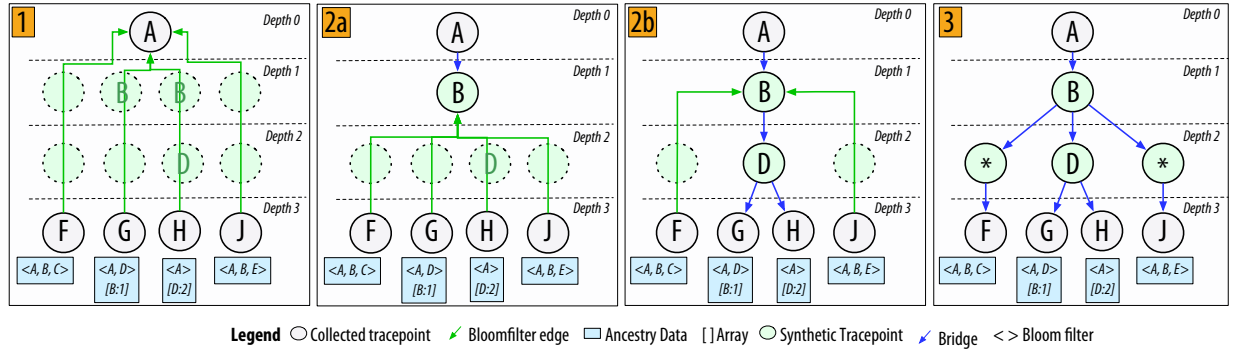 1
Depth 0
A
Depth 1
B
B
Depth 2
D
Depth 3
F
G
H
J
<A, B, C>
<A, D>
[B:1]
<A>
[D:2]
<A, B, E>
2a
Depth 0
A
Depth 1
B
Depth 2
D
Depth 3
F
G
H
J
<A, B, C>
<A, D>
[B:1]
<A>
[D:2]
<A, B, E>
2b
Depth 0
A
Depth 1
B
Depth 2
D
Depth 3
F
G
H
J
<A, B, C>
<A, D>
[B:1]
<A>
[D:2]
<A, B, E>
3
Depth 0
A
Depth 1
B
Depth 2
*
D
*
Depth 3
F
G
H
J
<A, B, C>
<A, D>
[B:1]
<A>
[D:2]
<A, B, E>
Legend Collected tracepoint Bloomfilter edge Ancestry Data [ ] Array Synthetic Tracepoint Bridge < > Bloom filter